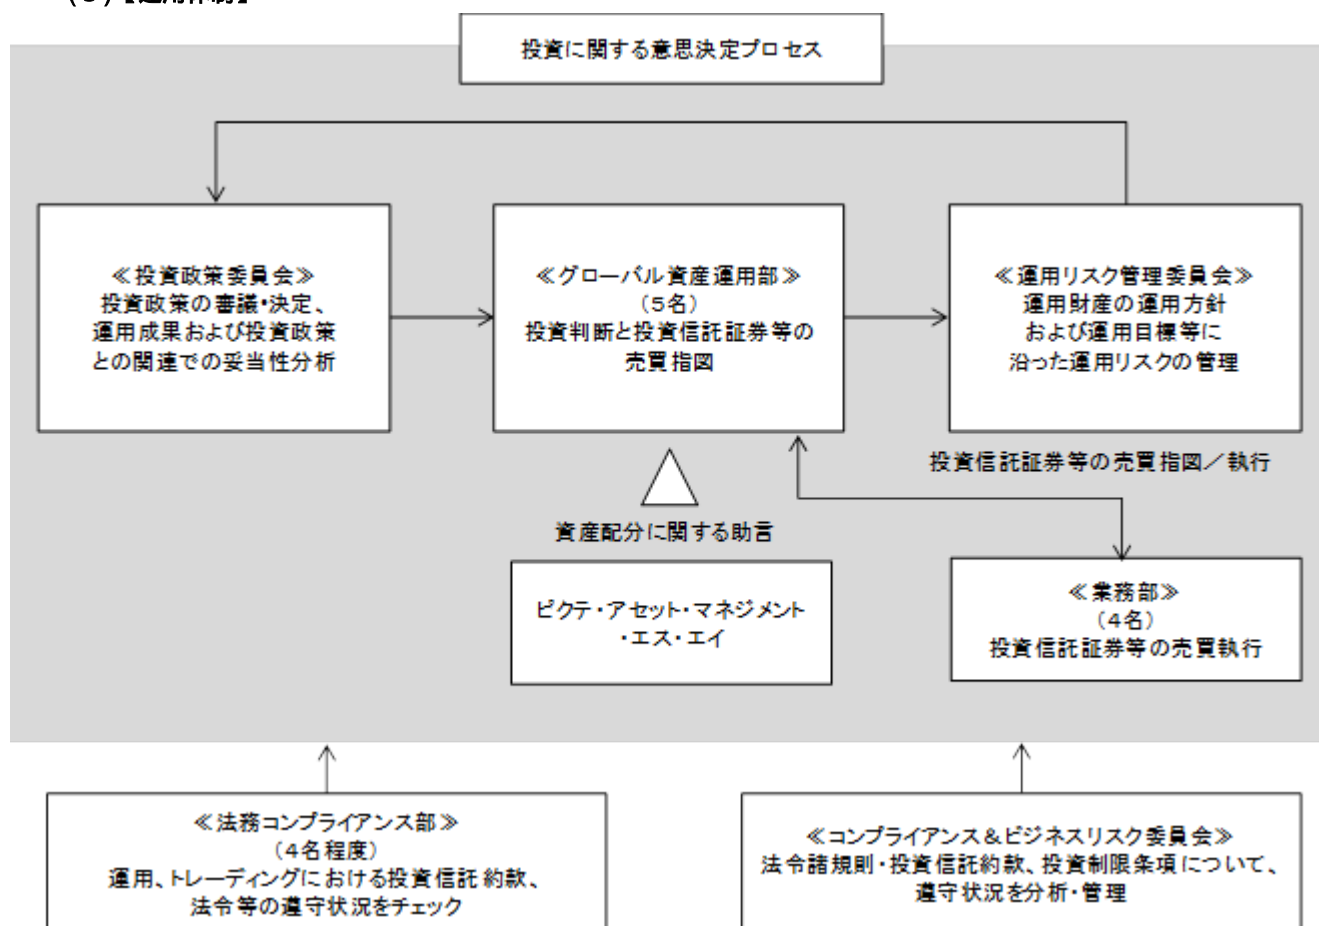 投資に関する意思決定プロセス
≪投資政策委員会≫
投資政策の審議・決定、
運用成果および投資政策
との関連での妥当性分析
≪グローバル資産運用部≫
（５名）
投資判断と投資信託証券等の
売買指図
≪運用リスク管理委員会≫
運用財産の運用方針
および運用目標等に
沿った運用リスクの管理
投資信託証券等の売買指図／執行
資産配分に関する助言
ピクテ・アセット・マネジメント
・エス・エイ
≪業務部≫
（４名）
投資信託証券等の売買執行
≪法務コンプライアンス部≫
（４名程度）
運用、トレーディングにおける投資信託約款、
法令等の遵守状況をチェック
≪コンプライアンス＆ビジネスリスク委員会≫
法令諸規則・投資信託約款、投資制限条項について、
遵守状況を分析・管理